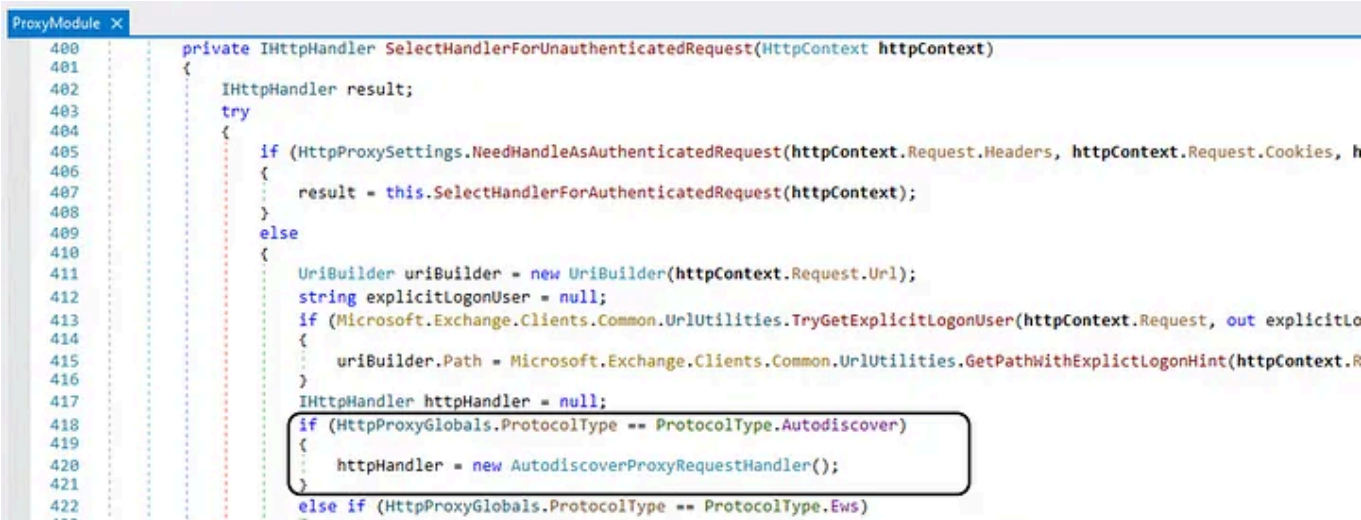 ProxyModule ×
400 private IHttpHandler SelectHandlerForUnauthenticatedRequest(HttpContext httpContext)
401 {
402 IHttpHandler result;
403 try
404 {
405 if (HttpProxySettings.NeedHandleAsAuthenticatedRequest(httpContext.Request.Headers, httpContext.Request.Cookies, h
406 {
407 result = this.SelectHandlerForAuthenticatedRequest(httpContext);
408 }
409 else
410 {
411 UriBuilder uriBuilder = new UriBuilder(httpContext.Request.Url);
412 string explicitLogonUser = null;
413 if (Microsoft.Exchange.Clients.Common.UrlUtilities.TryGetExplicitLogonUser(httpContext.Request, out explicitLo
414 {
415 uriBuilder.Path = Microsoft.Exchange.Clients.Common.UrlUtilities.GetPathWithExplictLogonHint(httpContext.R
416 }
417 IHttpHandler httpHandler = null;
418 if (HttpProxyGlobals.ProtocolType == ProtocolType.Autodiscover)
419 {
420 httpHandler = new AutodiscoverProxyRequestHandler();
421 }
422 else if (HttpProxyGlobals.ProtocolType == ProtocolType.Ews)